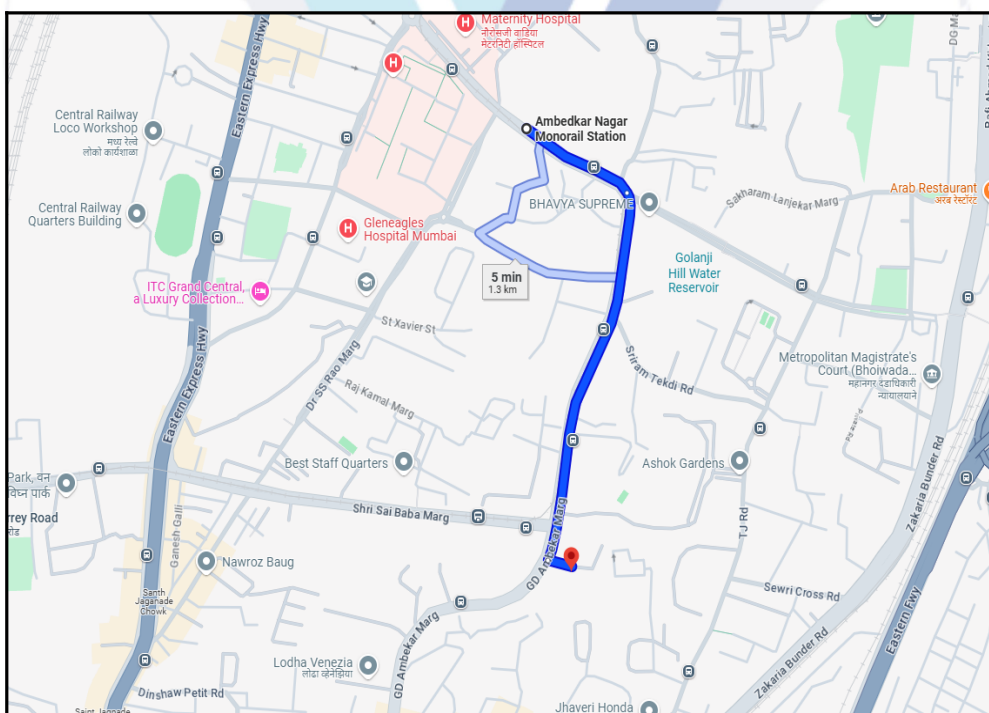 Maternity Hospital
नौरोसजी वाडिया
मॅटरनिटी हॉस्पिटल
Eastern Express Hwy
DG Ma
Central Railway
Loco Workshop
मध्य रेल्वे
लोको कार्यशाळा
Ambedkar Nagar
Monorail Station
Central Railway
Quarters Building
BHAVYA SUPREME
Sakharam Lanjekar Marg
Arab Restaurant
अरब रेस्टॉरंट
Gleneagles
Hospital Mumbai
Golanji
Hill Water
Reservoir
5 min
1.3 km
ITC Grand Central,
a Luxury Collection...
St Xavier St
Dr SS Rao Marg
Raj Kamal Marg
Sriram Tekdi Rd
Metropolitan Magistrate's
Court (Bhoiwada...
महानगर दंडाधिकारी
न्यायालयाने
Eastern Express Hwy
Best Staff Quarters
Ashok Gardens
Park, वन
विघ्न पार्क
rrey Road
रोड
Shri Sai Baba Marg
Ganesh Galli
GD Ambekar Marg
TJ Rd
Zakaria Bunder Rd
Nawroz Baug
Santh
Jaganade
Chowk
Sewri Cross Rd
Eastern Fwy
GD Ambekar Marg
Lodha Venezia
लोढा व्हेनेझिया
Zakaria Bunder Rd
Dinshaw Petit Rd
Jhaveri Honda